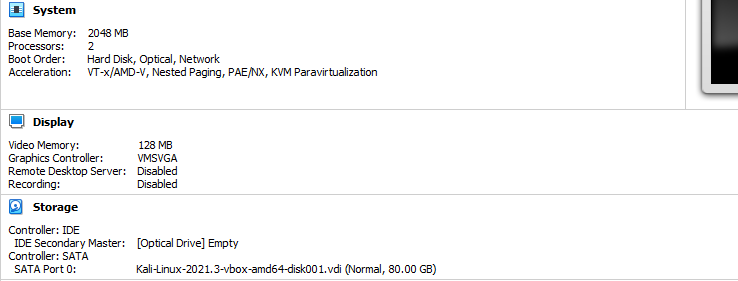 System
Base Memory: 2048 MB
Processors: 2
Boot Order: Hard Disk, Optical, Network
Acceleration: VT-x/AMD-V, Nested Paging, PAE/NX, KVM Paravirtualization
Display
Video Memory: 128 MB
Graphics Controller: VMSVGA
Remote Desktop Server: Disabled
Recording: Disabled
Storage
Controller: IDE
IDE Secondary Master: [Optical Drive] Empty
Controller: SATA
SATA Port 0: Kali-Linux-2021.3-vbox-amd64-disk001.vdi (Normal, 80.00 GB)